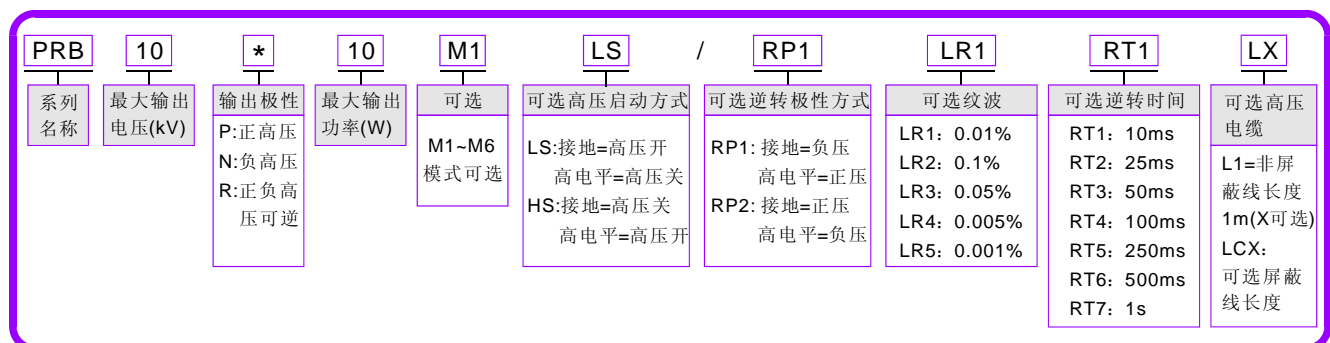 PRB 10 * 10 M1 LS / RP1 LR1 RT1 LX
系列
名称
最大输出
电压(kV)
输出极性
P:正高压
N:负高压
R:正负高
压可逆
最大输出
功率(W)
可选
M1~M6
模式可选
可选高压启动方式
LS:接地=高压开
高电平=高压关
HS:接地=高压关
高电平=高压开
可选逆转极性方式
RP1: 接地=负压
高电平=正压
RP2: 接地=正压
高电平=负压
可选纹波
LR1：0.01%
LR2：0.1%
LR3：0.05%
LR4：0.005%
LR5：0.001%
可选逆转时间
RT1：10ms
RT2：25ms
RT3：50ms
RT4：100ms
RT5：250ms
RT6：500ms
RT7：1s
可选高压
电缆
L1=非屏
蔽线长度
1m(X可选)
LCX：
可选屏蔽
线长度